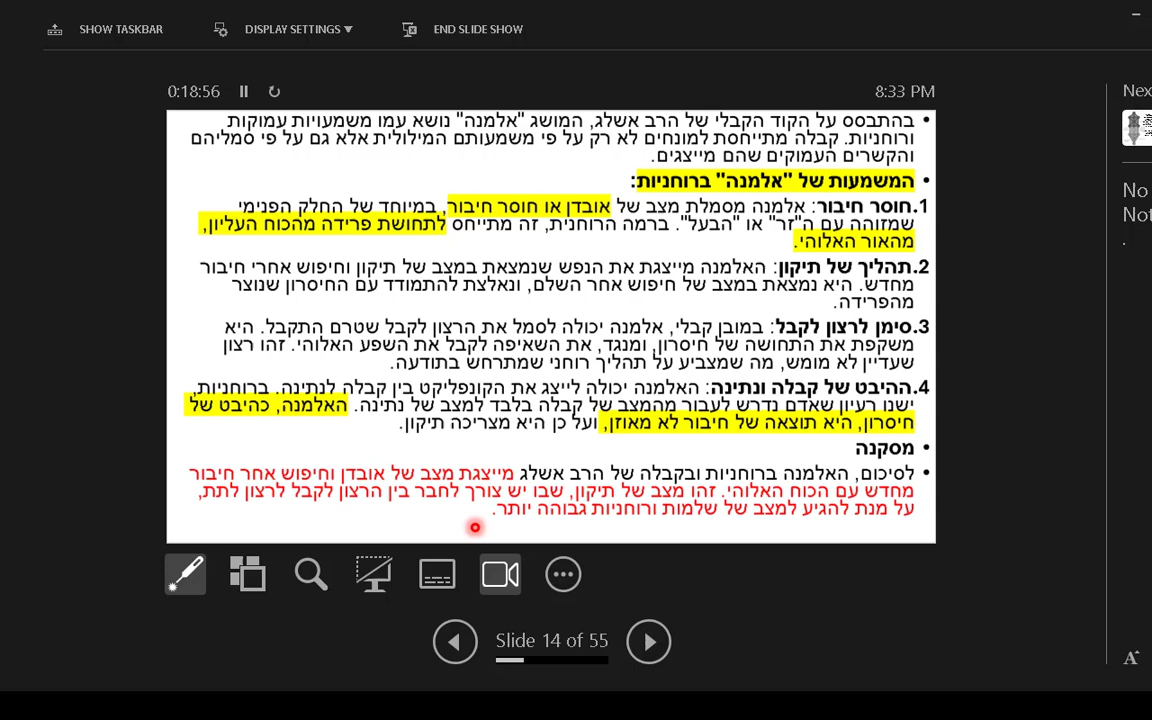 SHOW TASKBAR
DISPLAY SETTINGS ▼
END SLIDE SHOW
0:18:56
8:33 PM
Nex
• בהתבסס על הקוד הקבלי של הרב אשלג, המושג "אלמנה" נושא עמו משמעויות עמוקות
ורוחניות. קבלה מתייחסת למונחים לא רק על פי משמעותם המילולית אלא גם על פי סמליהם
והקשרים העמוקים שהם מייצגים.
• המשמעות של "אלמנה" ברוחניות:
1.חוסר חיבור: אלמנה מסמלת מצב של אובדן או חוסר חיבור, במיוחד של החלק הפנימי
שמזוהה עם ה"זר" או "הבעל". ברמה הרוחנית, זה מתייחס לתחושת פרידה מהכוח העליון,
מהאור האלוהי.
2.תהליך של תיקון: האלמנה מייצגת את הנפש שנמצאת במצב של תיקון וחיפוש אחרי חיבור
מחדש. היא נמצאת במצב של חיפוש אחר השלם, ונאלצת להתמודד עם החיסרון שנוצר
מהפרידה.
3.סימן לרצון לקבל: במובן קבלי, אלמנה יכולה לסמל את הרצון לקבל שטרם התקבל. היא
משקפת את התחושה של חיסרון, ומנגד, את השאיפה לקבל את השפע האלוהי. זהו רצון
שעדיין לא מומש, מה שמצביע על תהליך רוחני שמתרחש בתודעה.
4.ההיבט של קבלה ונתינה: האלמנה יכולה לייצג את הקונפליקט בין קבלה לנתינה. ברוחניות,
ישנו רעיון שאדם נדרש לעבור מהמצב של קבלה בלבד למצב של נתינה. האלמנה, כהיבט של
חיסרון, היא תוצאה של חיבור לא מאוזן, ועל כן היא מצריכה תיקון.
• מסקנה
• לסיכום, האלמנה ברוחניות ובקבלה של הרב אשלג מייצגת מצב של אובדן וחיפוש אחר חיבור
מחדש עם הכוח האלוהי. זהו מצב של תיקון, שבו יש צורך לחבר בין הרצון לקבל לרצון לתת,
על מנת להגיע למצב של שלמות ורוחניות גבוהה יותר.
No
Not
.
Slide 14 of 55
A